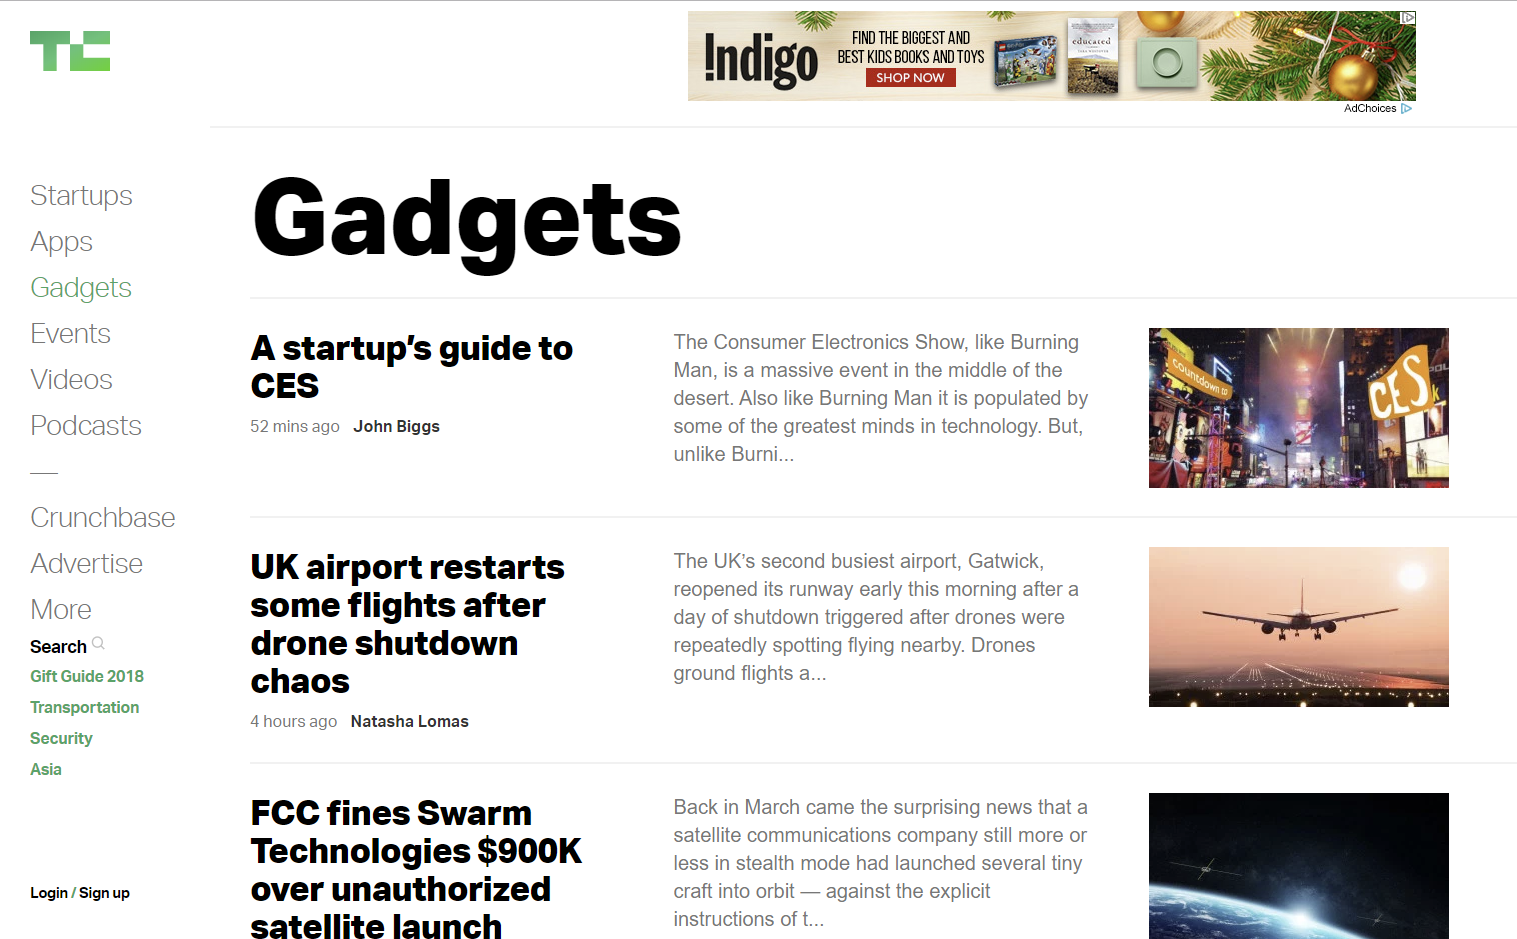 TC
!ndigo
FIND THE BIGGEST AND
BEST KIDS BOOKS AND TOYS
SHOP NOW
educated
AdChoices
Startups
Apps
Gadgets
Events
Videos
Podcasts
—
Crunchbase
Advertise
More
Search
Gift Guide 2018
Transportation
Security
Asia
Login / Sign up
Gadgets
A startup’s guide to
CES
52 mins ago John Biggs
The Consumer Electronics Show, like Burning
Man, is a massive event in the middle of the
desert. Also like Burning Man it is populated by
some of the greatest minds in technology. But,
unlike Burni...
countdown to
CES
UK airport restarts
some flights after
drone shutdown
chaos
4 hours ago Natasha Lomas
The UK’s second busiest airport, Gatwick,
reopened its runway early this morning after a
day of shutdown triggered after drones were
repeatedly spotting flying nearby. Drones
ground flights a...
FCC fines Swarm
Technologies $900K
over unauthorized
satellite launch
Back in March came the surprising news that a
satellite communications company still more or
less in stealth mode had launched several tiny
craft into orbit — against the explicit
instructions of t...